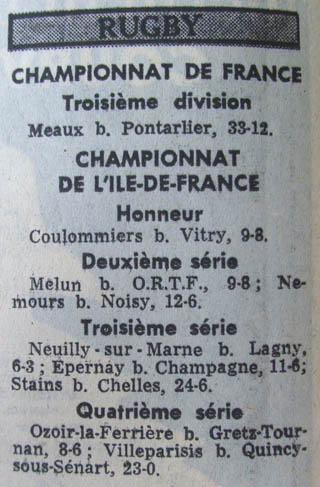 RUGBY
CHAMPIONNAT DE FRANCE
Troisième division
Meaux b. Pontarlier, 33-12.
CHAMPIONNAT
DE L'ILE-DE-FRANCE
Honneur
Coulommiers b. Vitry, 9-8.
Deuxième série
Melun b. O.R.T.F., 9-8 ; Ne-
mours b. Noisy, 12-6.
Troisième série
Neuilly-sur-Marne b. Lagny,
6-3 ; Epernay b. Champagne, 11-6;
Stains b. Chelles, 24-6.
Quatrième série
Ozoir-la-Ferrière b. Gretz-Tour-
nan, 8-6 ; Villeparisis b. Quincy-
sous-Sénart, 23-0.